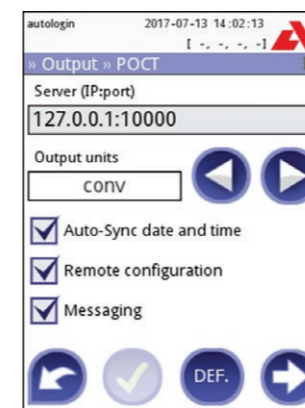 autologin 2017-07-13 14:02:13
[ -, -, -, -]
» Output » POCT
Server (IP:port)
127.0.0.1:10000
Output units
conv
Auto-Sync date and time
Remote configuration
Messaging
DEF.